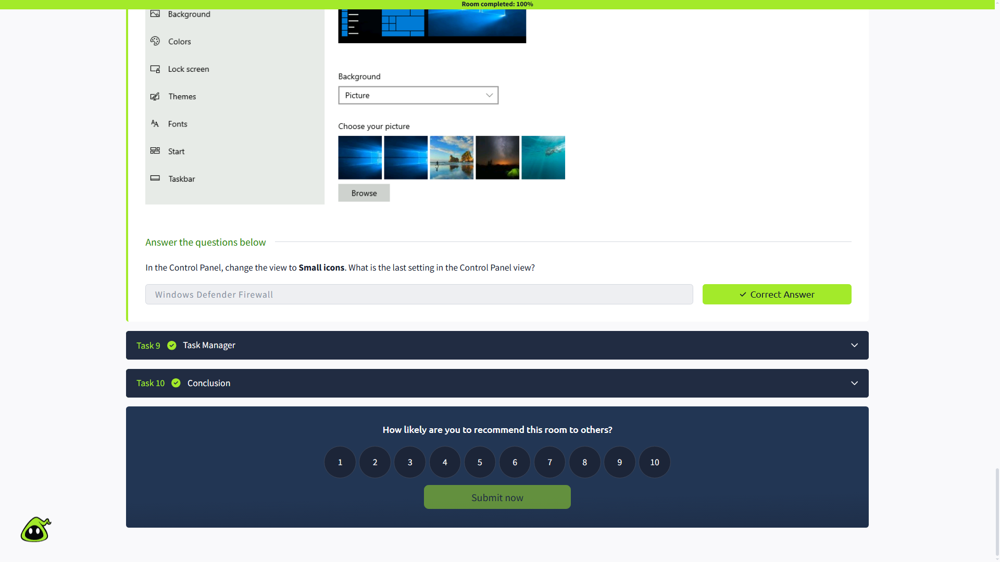 Room completed: 100%
Background
Colors
Lock screen
Themes
Fonts
Start
Taskbar
Background
Picture
Choose your picture
Browse
Answer the questions below
In the Control Panel, change the view to Small icons. What is the last setting in the Control Panel view?
Windows Defender Firewall
Correct Answer
Task 9 Task Manager
Task 10 Conclusion
How likely are you to recommend this room to others?
1 2 3 4 5 6 7 8 9 10
Submit now